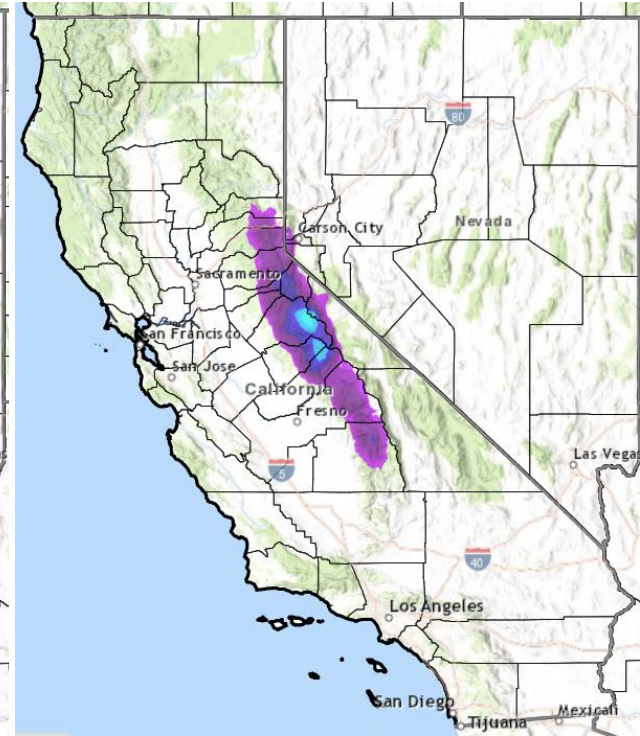 80
Carson City
Nevada
Sacramento
San Francisco
San Jose
California
Fresno
5
Las Vegas
40
Los Angeles
San Diego
Tijuana
Mexicali